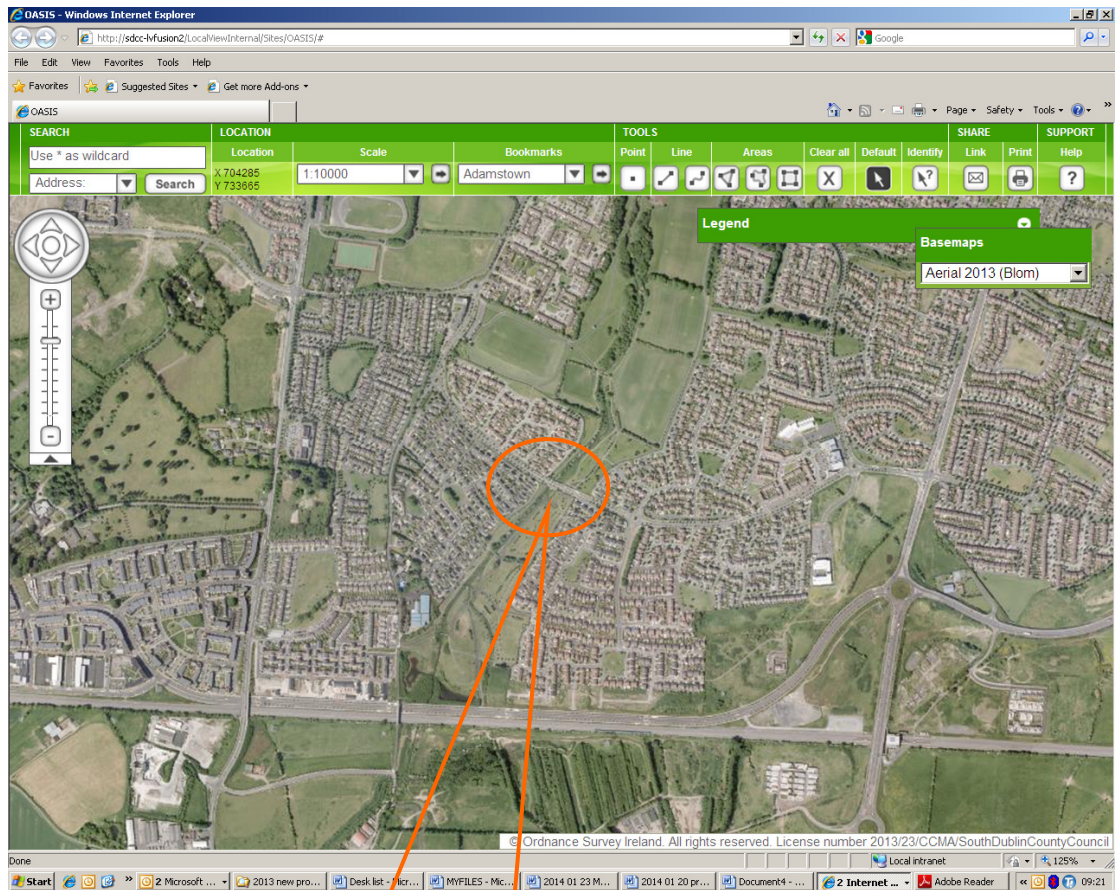 OASIS - Windows Internet Explorer
http://sdcc-lvfusion2/LocalViewInternal/Sites/OASIS/#
Google
File Edit View Favorites Tools Help
Favorites Suggested Sites Get more Add-ons
OASIS
Page Safety Tools »
SEARCH LOCATION TOOLS SHARE SUPPORT
Use * as wildcard Location Scale Bookmarks Point Line Areas Clear all Default Identify Link Print Help
Address: Search X 704285 1:10000 Adamstown X ?
Y 733665
Legend
Basemaps
Aerial 2013 (Blom)
© Ordnance Survey Ireland. All rights reserved. License number 2013/23/CCMA/SouthDublinCountyCouncil
Done Local intranet 125%
Start » 2 Microsoft ... 2013 new pro... Desk list - Micr... MYFILES - Mic... 2014 01 23 M... 2014 01 20 pr... Document4 - ... 2 Internet ... Adobe Reader « 09:21